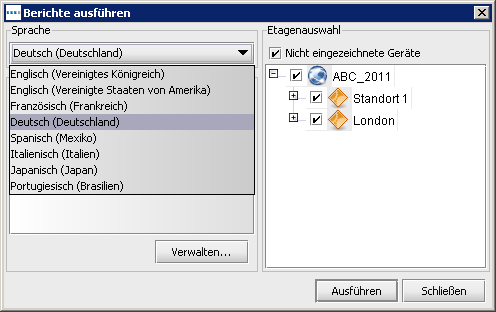 Berichte ausführen
Sprache
Deutsch (Deutschland)
Englisch (Vereinigtes Königreich)
Englisch (Vereinigte Staaten von Amerika)
Französisch (Frankreich)
Deutsch (Deutschland)
Spanisch (Mexiko)
Italienisch (Italien)
Japanisch (Japan)
Portugiesisch (Brasilien)
Verwalten...
Etagenauswahl
Nicht eingezeichnete Geräte
ABC_2011
Standort 1
London
Ausführen
Schließen